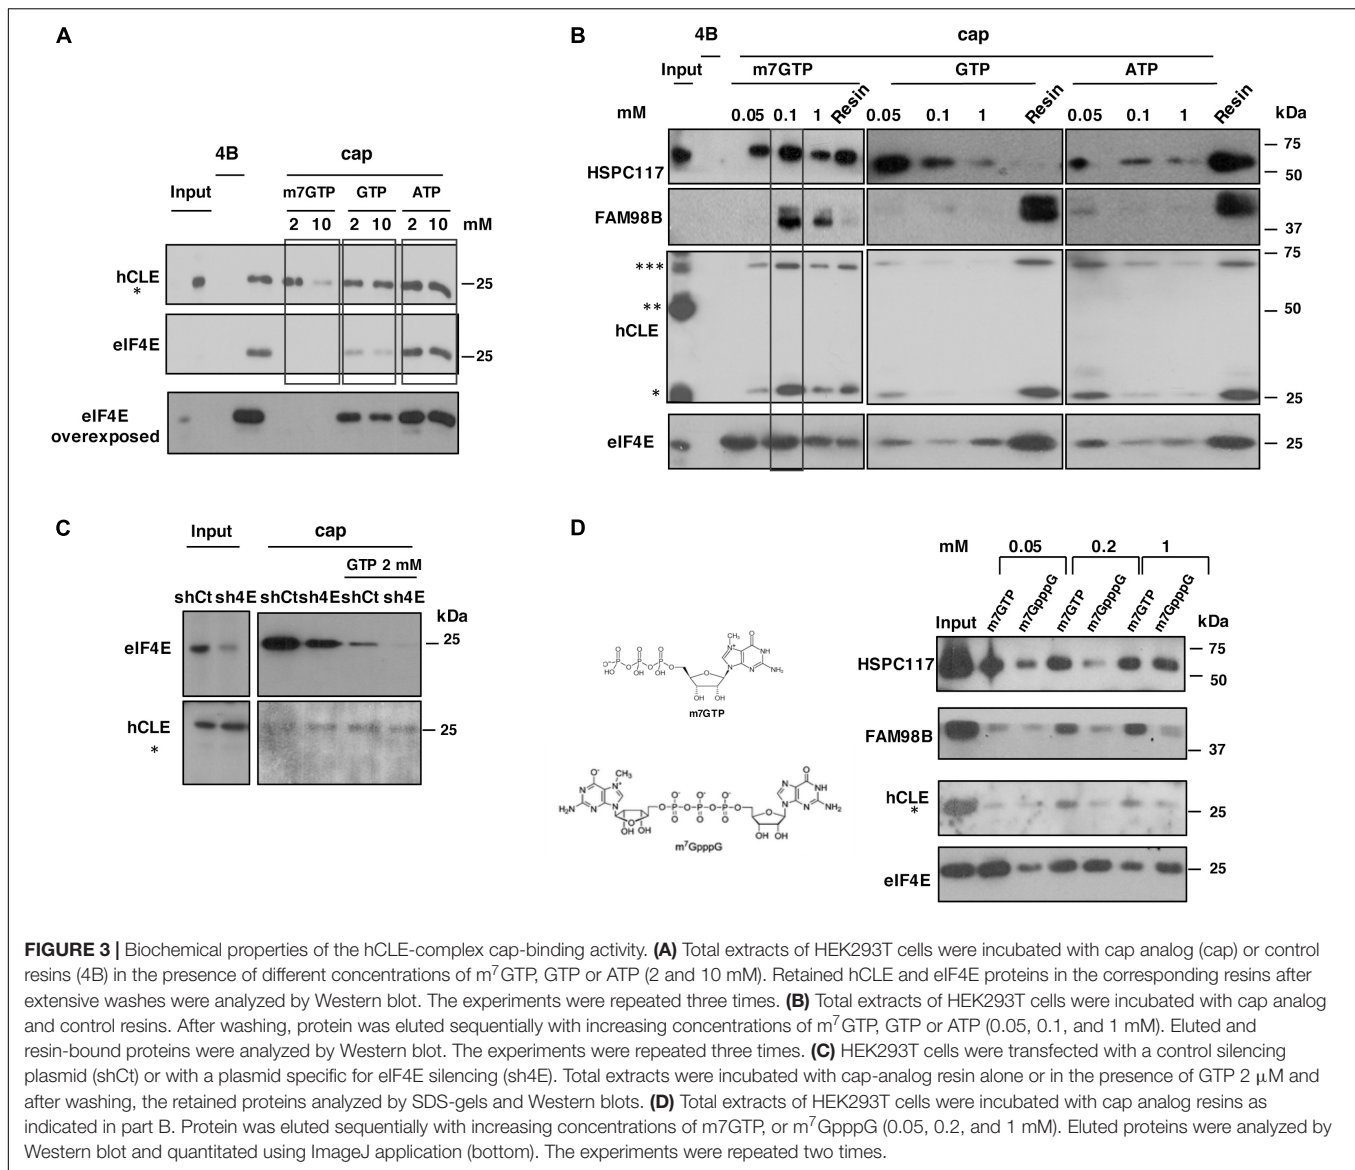 A
4B
cap
Input
m7GTP
GTP
ATP
2 10 2 10 2 10 mM
hCLE
*
25
eIF4E
25
eIF4E
overexposed
B
4B
cap
Input
m7GTP
GTP
ATP
mM
0.05 0.1 1 Resin 0.05 0.1 1 Resin 0.05 0.1 1 Resin
kDa
75
HSPC117
50
FAM98B
37
75
***
**
50
hCLE
*
25
eIF4E
25
C
Input
cap
GTP 2 mM
shCt sh4E shCt sh4E shCt sh4E
kDa
eIF4E
25
hCLE
*
25
D
mM
0.05 0.2 1
Input m7GTP m7GpppG m7GTP m7GpppG m7GTP m7GpppG
kDa
75
HSPC117
50
FAM98B
37
hCLE
*
25
eIF4E
25
m7GTP
m⁷GpppG
FIGURE 3 | Biochemical properties of the hCLE-complex cap-binding activity. (A) Total extracts of HEK293T cells were incubated with cap analog (cap) or control
resins (4B) in the presence of different concentrations of m⁷GTP, GTP or ATP (2 and 10 mM). Retained hCLE and eIF4E proteins in the corresponding resins after
extensive washes were analyzed by Western blot. The experiments were repeated three times. (B) Total extracts of HEK293T cells were incubated with cap analog
and control resins. After washing, protein was eluted sequentially with increasing concentrations of m⁷GTP, GTP or ATP (0.05, 0.1, and 1 mM). Eluted and
resin-bound proteins were analyzed by Western blot. The experiments were repeated three times. (C) HEK293T cells were transfected with a control silencing
plasmid (shCt) or with a plasmid specific for eIF4E silencing (sh4E). Total extracts were incubated with cap-analog resin alone or in the presence of GTP 2 μM and
after washing, the retained proteins analyzed by SDS-gels and Western blots. (D) Total extracts of HEK293T cells were incubated with cap analog resins as
indicated in part B. Protein was eluted sequentially with increasing concentrations of m7GTP, or m⁷GpppG (0.05, 0.2, and 1 mM). Eluted proteins were analyzed by
Western blot and quantitated using ImageJ application (bottom). The experiments were repeated two times.